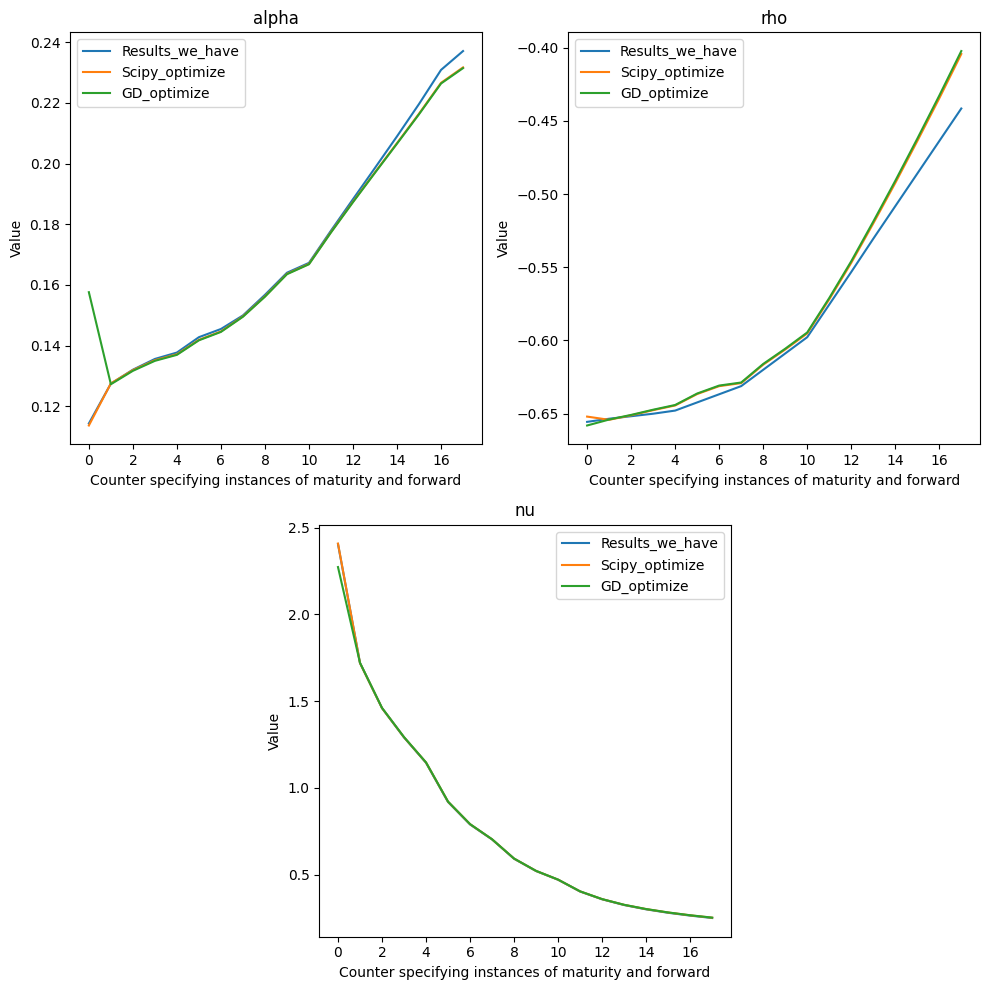 alpha
Results_we_have
Scipy_optimize
GD_optimize
0.24
0.22
0.20
0.18
0.16
0.14
0.12
Value
0 2 4 6 8 10 12 14 16
Counter specifying instances of maturity and forward
rho
Results_we_have
Scipy_optimize
GD_optimize
−0.40
−0.45
−0.50
−0.55
−0.60
−0.65
Value
0 2 4 6 8 10 12 14 16
Counter specifying instances of maturity and forward
nu
Results_we_have
Scipy_optimize
GD_optimize
2.5
2.0
1.5
1.0
0.5
Value
0 2 4 6 8 10 12 14 16
Counter specifying instances of maturity and forward